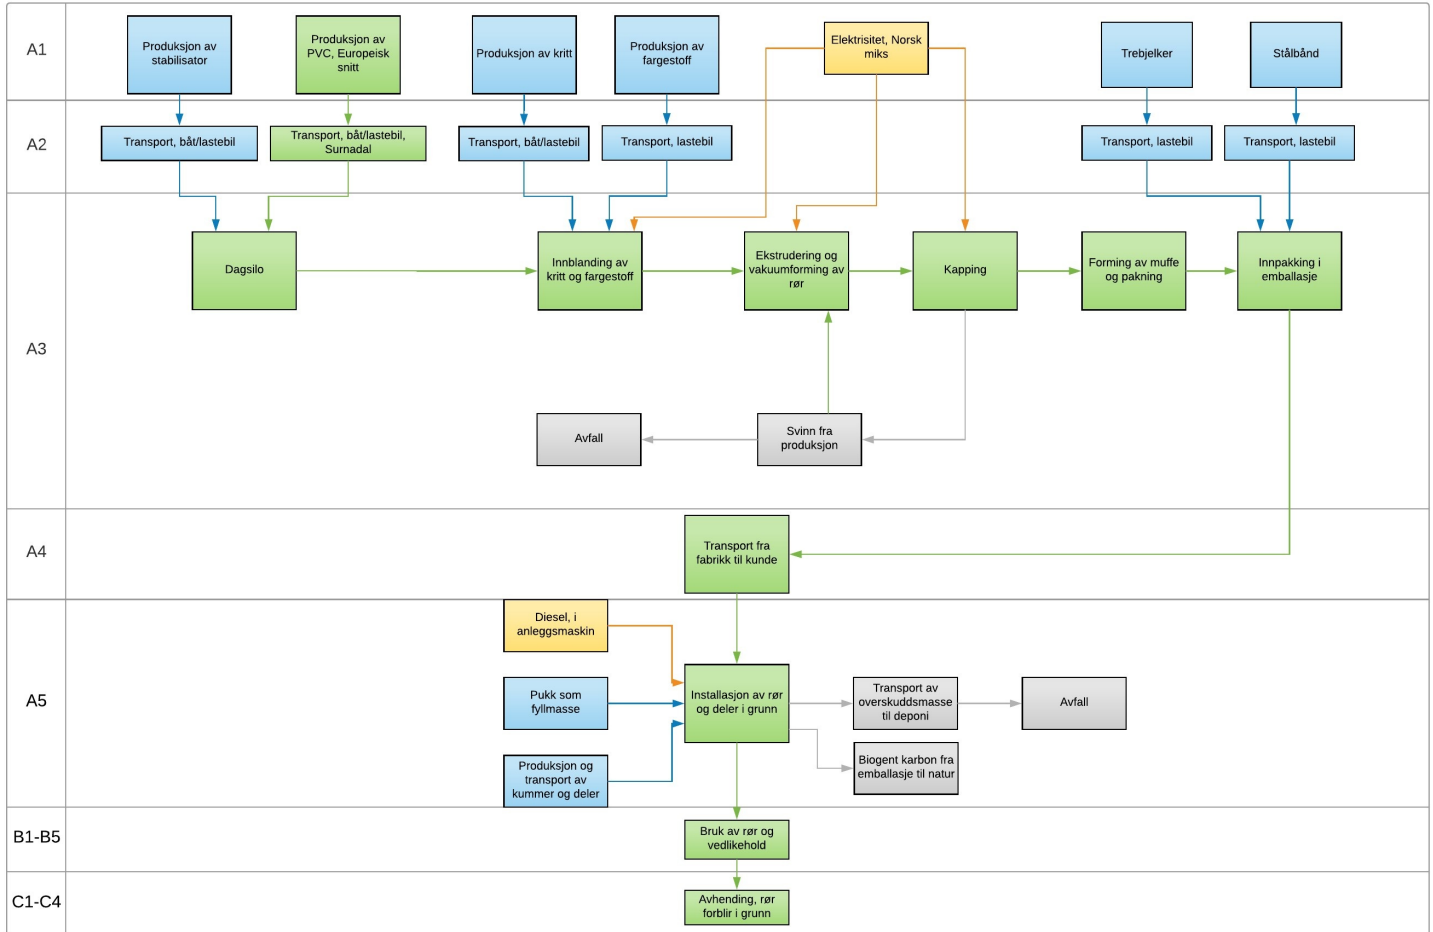 A1
Produksjon av
stabilisator
Produksjon av
PVC, Europeisk
snitt
Produksjon av kritt
Produksjon av
fargestoff
Elektrisitet, Norsk
miks
Trebjelker
Stålbånd
A2
Transport, båt/lastebil
Transport, båt/lastebil,
Surnadal
Transport, båt/lastebil
Transport, lastebil
Transport, lastebil
Transport, lastebil
A3
Dagsilo
Innblanding av
kritt og fargestoff
Ekstrudering og
vakuumforming av
rør
Kapping
Forming av muffe
og pakning
Innpakking i
emballasje
Avfall
Svinn fra
produksjon
A4
Transport fra
fabrikk til kunde
A5
Diesel, i
anleggsmaskin
Pukk som
fyllmasse
Produksjon og
transport av
kummer og deler
Installasjon av rør
og deler i grunn
Transport av
overskuddsmasse
til deponi
Avfall
Biogent karbon fra
emballasje til natur
B1-B5
Bruk av rør og
vedlikehold
C1-C4
Avhending, rør
forblir i grunn